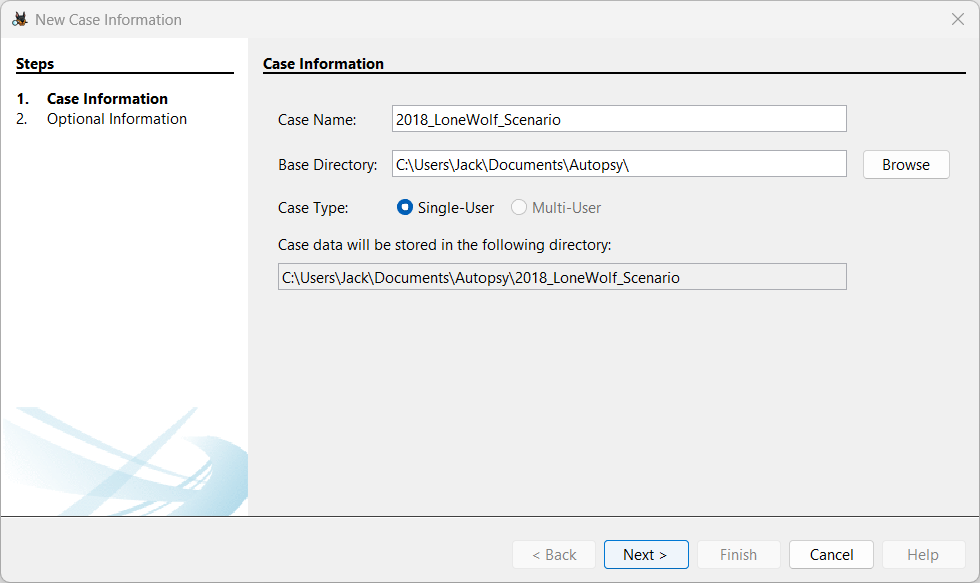 New Case Information
Steps
1. Case Information
2. Optional Information
Case Information
Case Name: 2018_LoneWolf_Scenario
Base Directory: C:\Users\Jack\Documents\Autopsy\ Browse
Case Type: Single-User Multi-User
Case data will be stored in the following directory:
C:\Users\Jack\Documents\Autopsy\2018_LoneWolf_Scenario
< Back Next > Finish Cancel Help